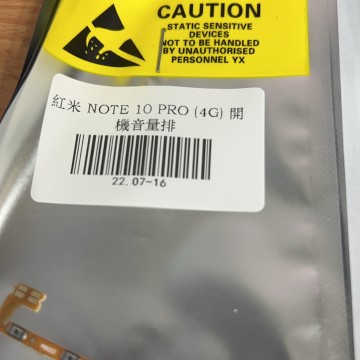 CAUTION
STATIC SENSITIVE
DEVICES
NOT TO BE HANDLED
BY UNAUTHORISED
PERSONNEL YX
紅米 NOTE 10 PRO (4G) 開
機音量排
22.07-16